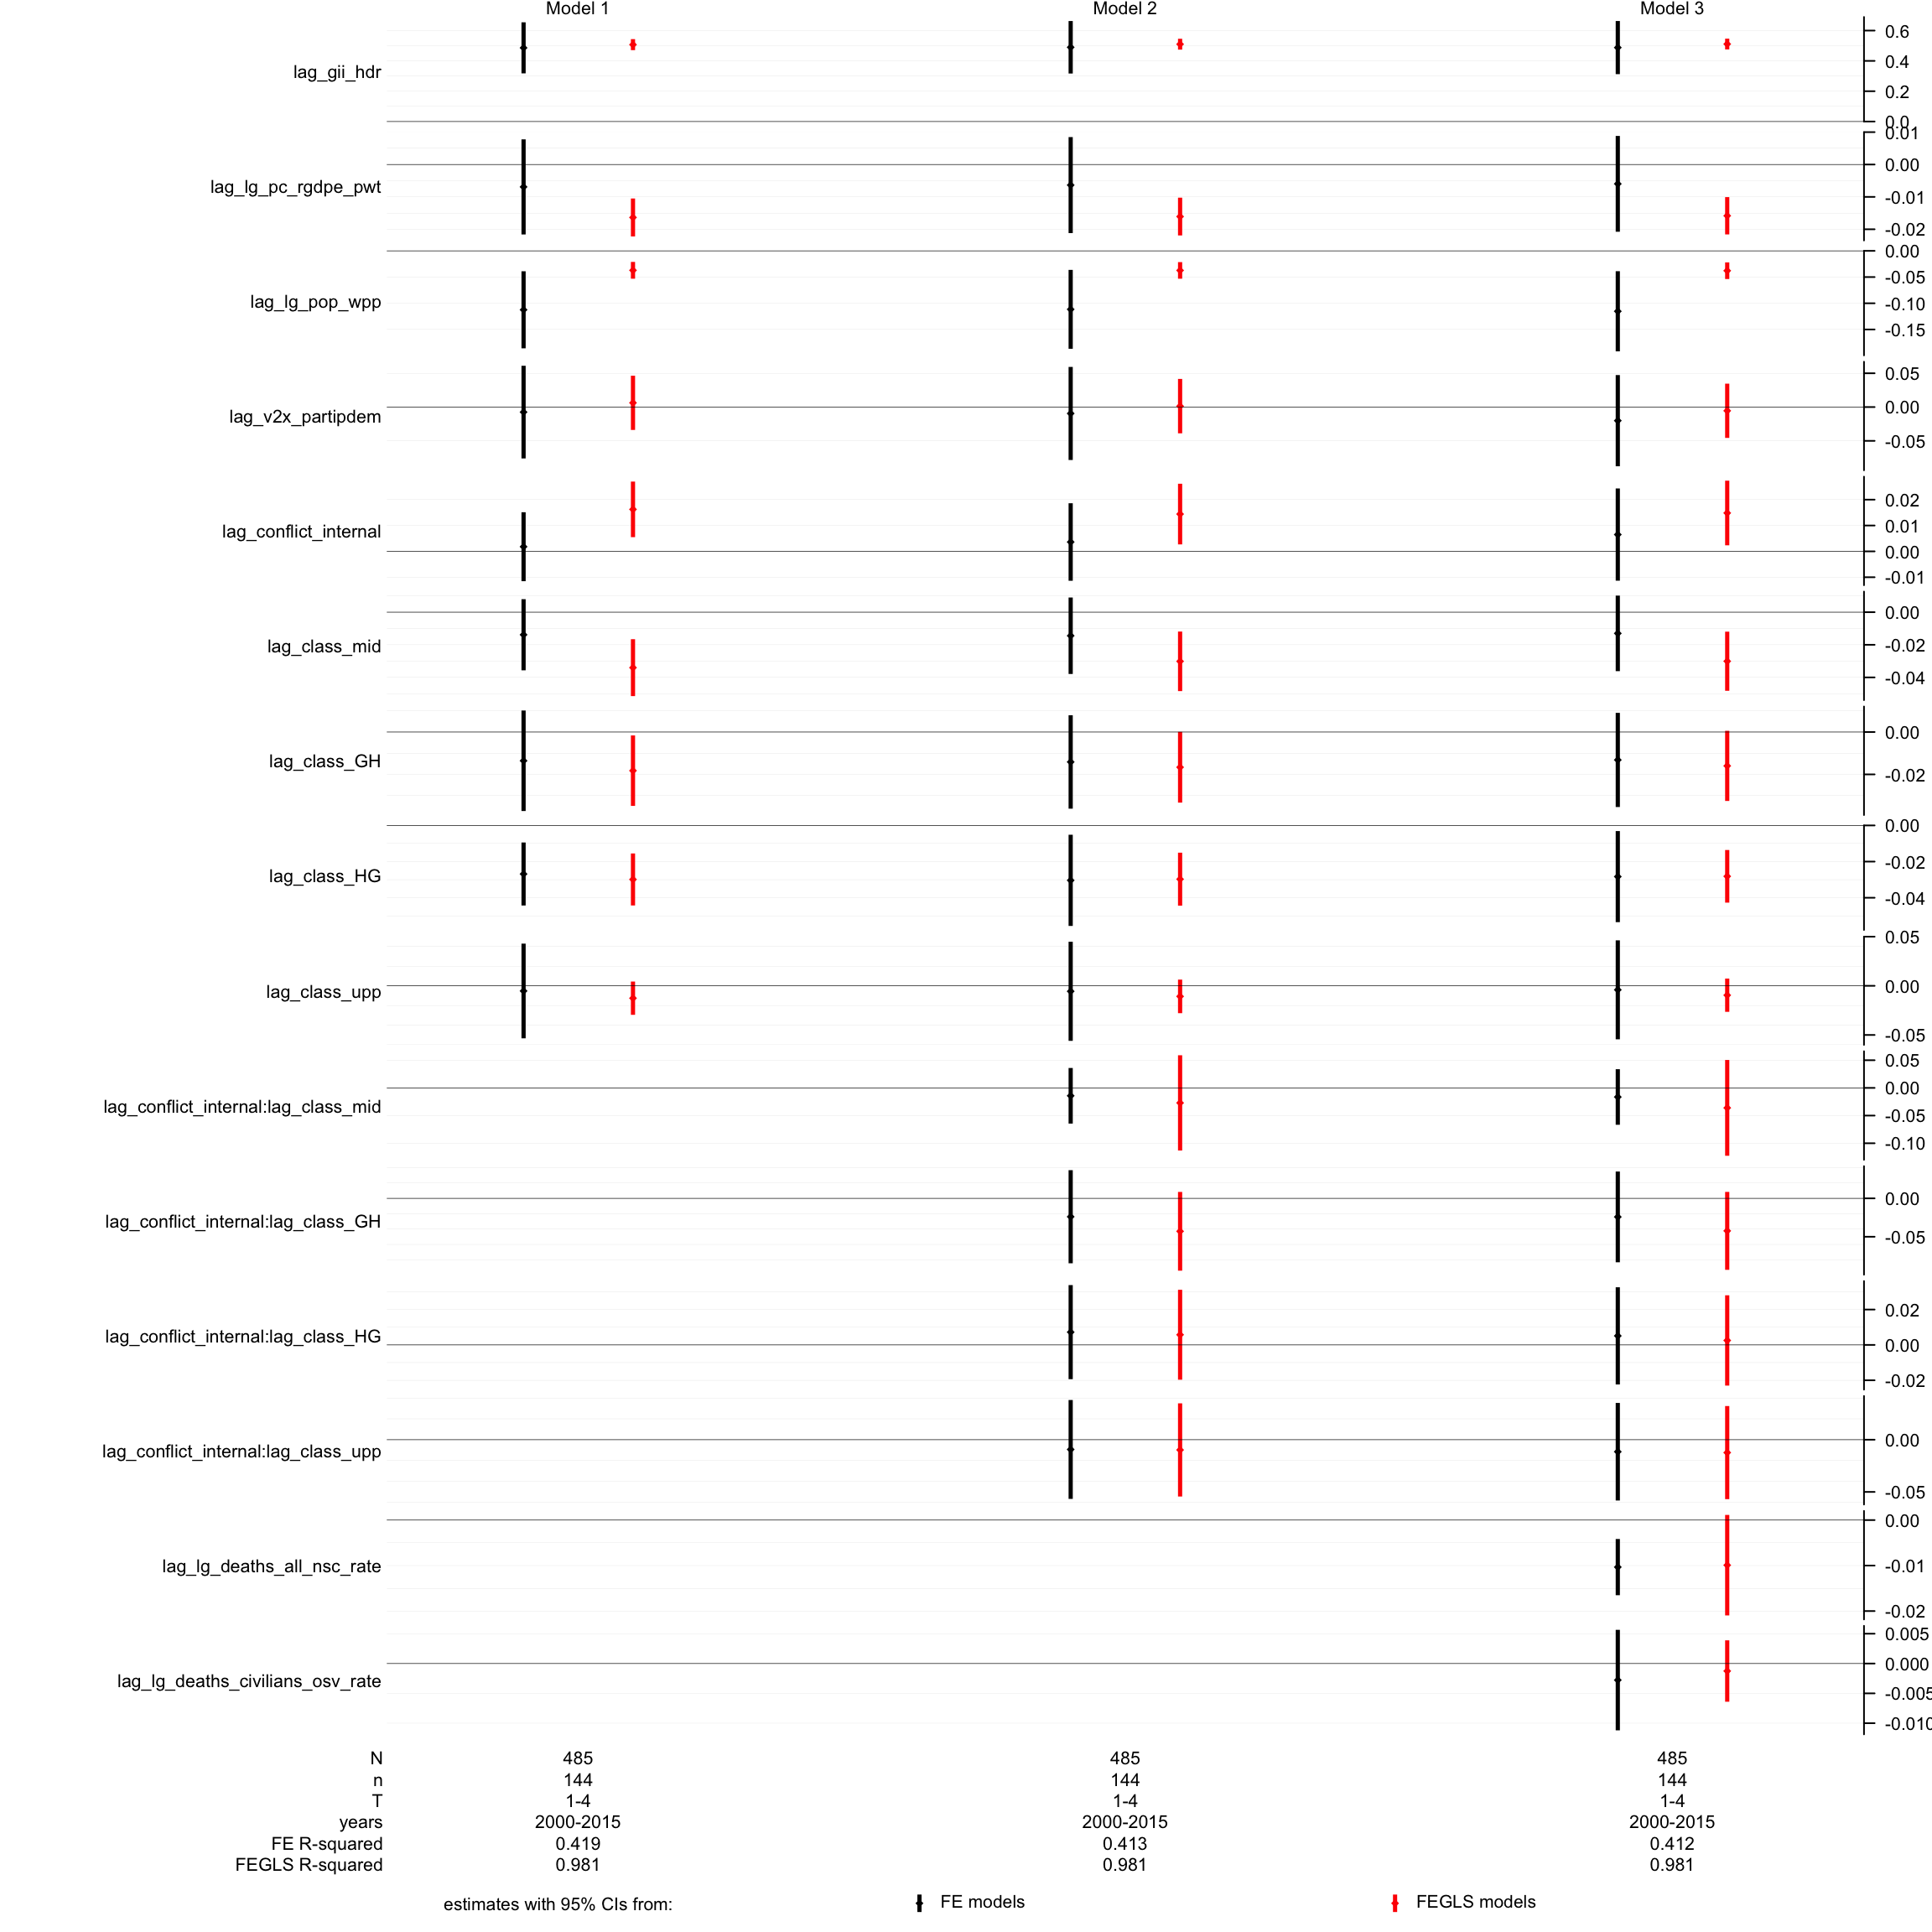 Model 1 Model 2 Model 3
lag_gii_hdr
0.6
0.4
0.2
0.0
lag_lg_pc_rgdpe_pwt
0.01
0.00
-0.01
-0.02
lag_lg_pop_wpp
0.00
-0.05
-0.10
-0.15
lag_v2x_partipdem
0.05
0.00
-0.05
lag_conflict_internal
0.02
0.01
0.00
-0.01
lag_class_mid
0.00
-0.02
-0.04
lag_class_GH
0.00
-0.02
lag_class_HG
0.00
-0.02
-0.04
lag_class_upp
0.05
0.00
-0.05
lag_conflict_internal:lag_class_mid
0.05
0.00
-0.05
-0.10
lag_conflict_internal:lag_class_GH
0.00
-0.05
lag_conflict_internal:lag_class_HG
0.02
0.00
-0.02
lag_conflict_internal:lag_class_upp
0.00
-0.05
lag_lg_deaths_all_nsc_rate
0.00
-0.01
-0.02
lag_lg_deaths_civilians_osv_rate
0.005
0.000
-0.005
-0.010
N 485 485 485
n 144 144 144
T 1-4 1-4 1-4
years 2000-2015 2000-2015 2000-2015
FE R-squared 0.419 0.413 0.412
FEGLS R-squared 0.981 0.981 0.981
estimates with 95% CIs from: FE models FEGLS models